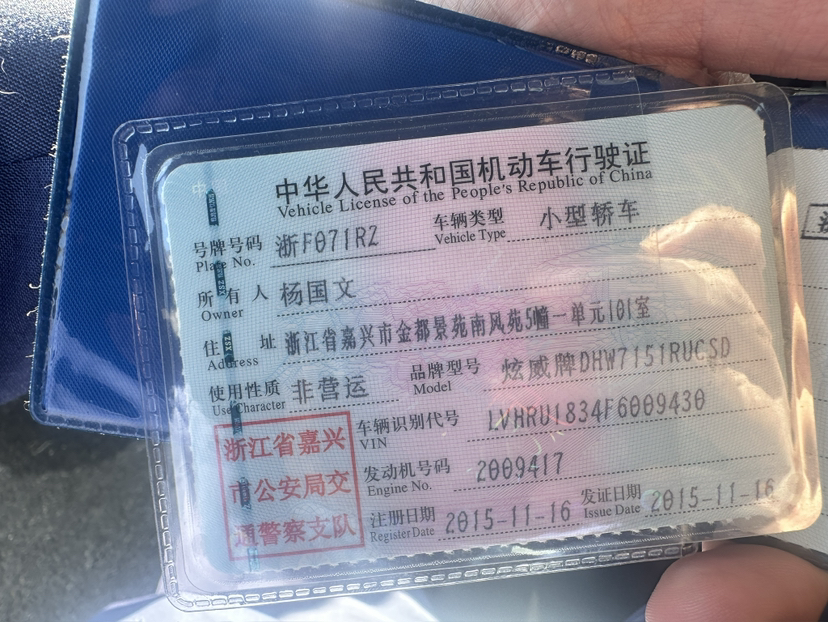 中华人民共和国机动车行驶证
Vehicle License of the People's Republic of China
号牌号码 浙F071RZ 车辆类型 小型轿车
Plate No. Vehicle Type
所有人 杨国文
Owner
住址 浙江省嘉兴市金都景苑南风苑5幢一单元101室
Address
使用性质 非营运 品牌型号 炫威牌DHW7151RUCSD
Use Character Model
浙江省嘉兴
市公安局交
通警察支队
车辆识别代号 LVHRU1834F6009430
VIN
发动机号码 2009417
Engine No.
注册日期 2015-11-16 发证日期 2015-11-16
Register Date Issue Date